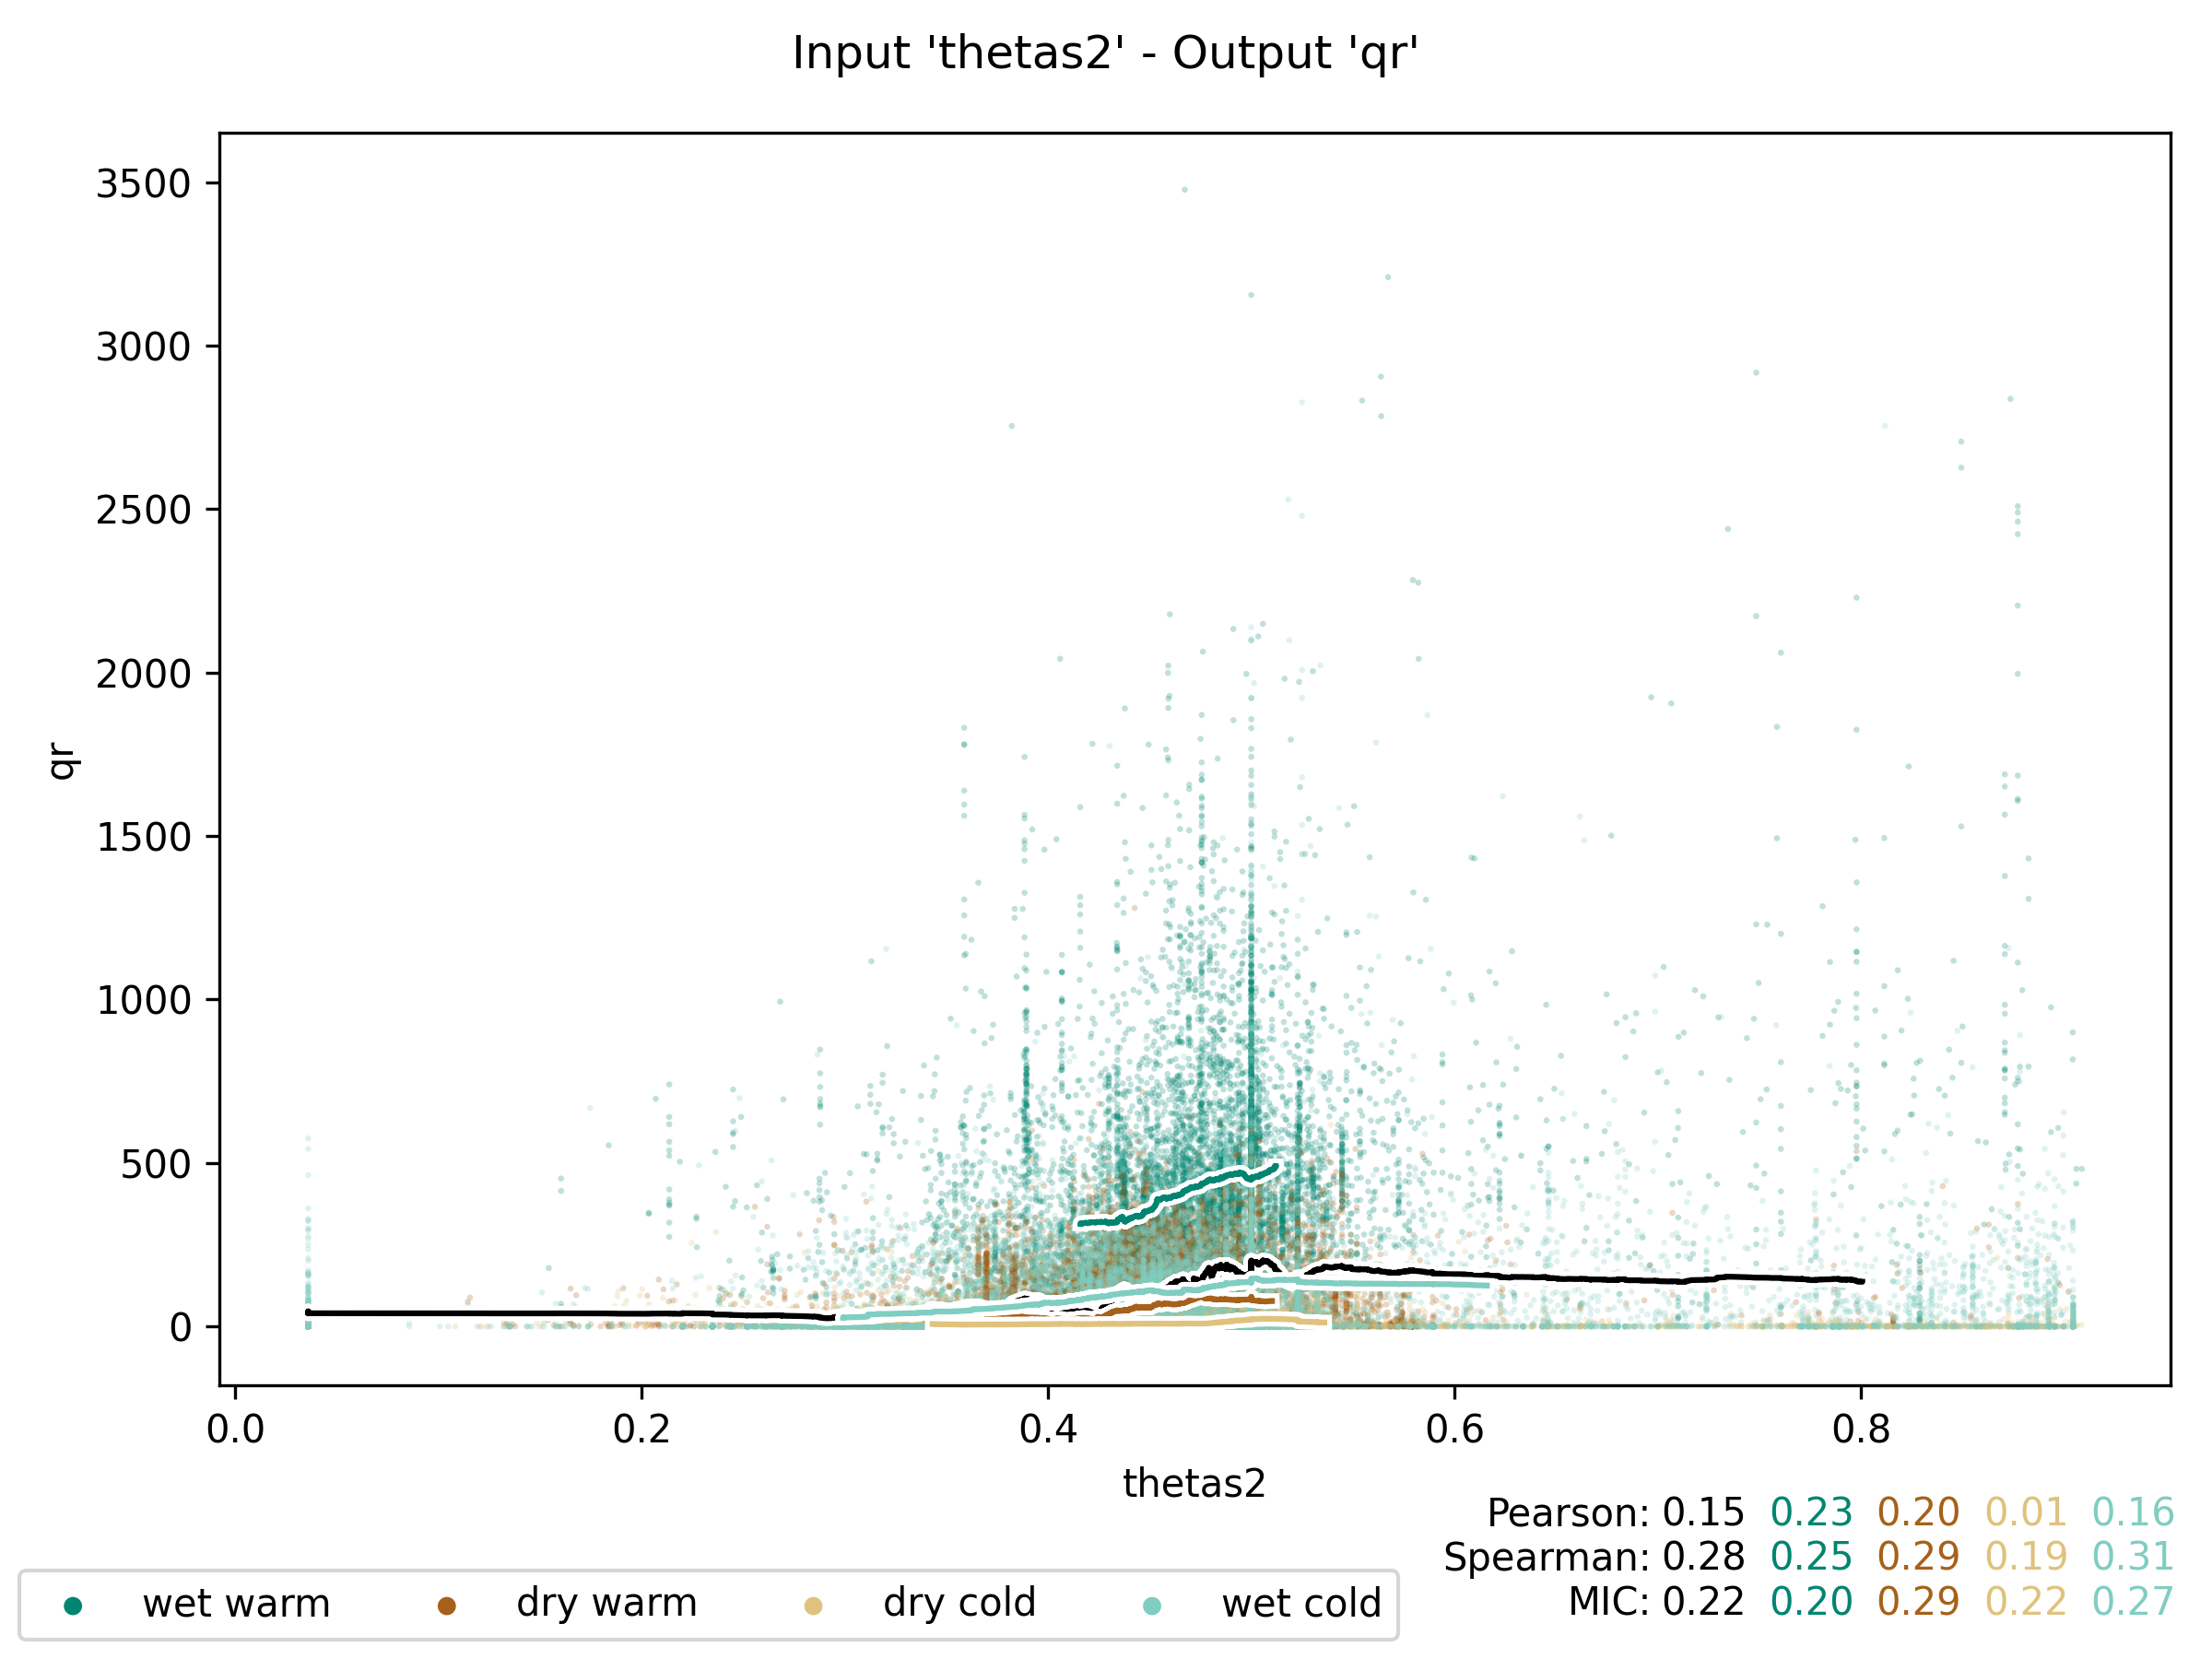 Input 'thetas2' - Output 'qr'
3500
3000
2500
2000
1500
1000
500
0
qr
0.0 0.2 0.4 0.6 0.8
thetas2
Pearson: 0.15 0.23 0.20 0.01 0.16
Spearman: 0.28 0.25 0.29 0.19 0.31
MIC: 0.22 0.20 0.29 0.22 0.27
wet warm dry warm dry cold wet cold